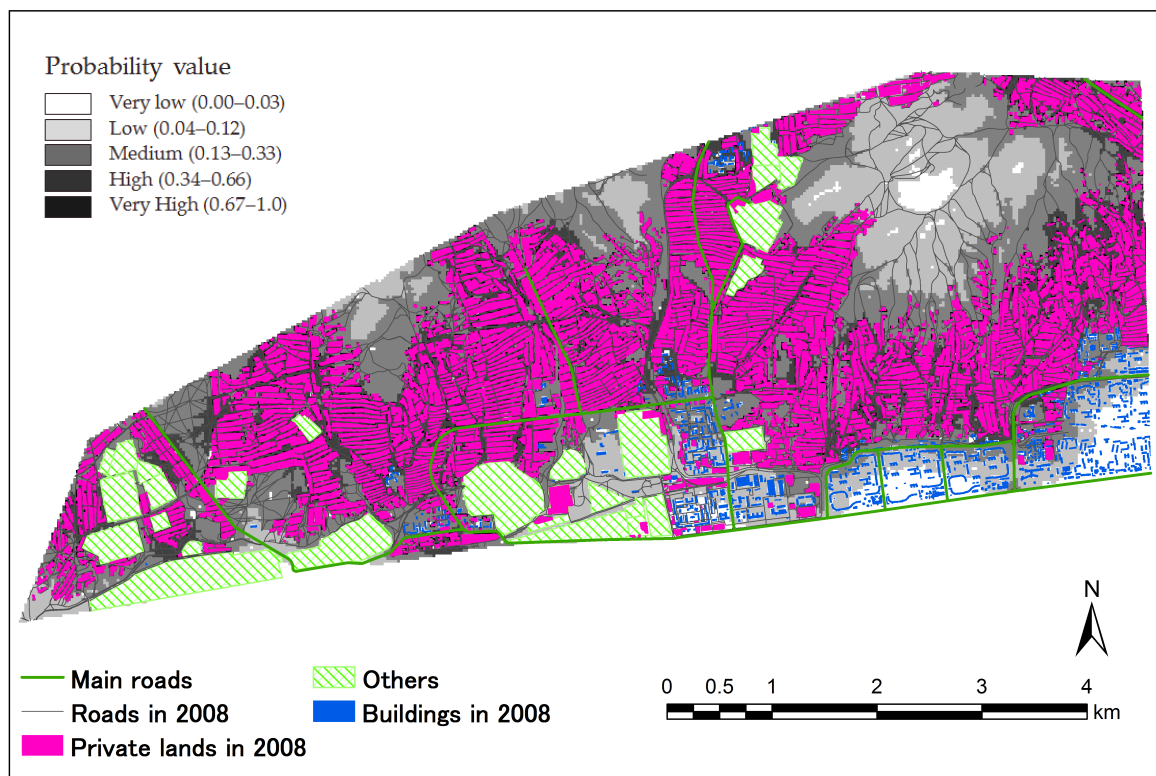 Probability value
Very low (0.00–0.03)
Low (0.04–0.12)
Medium (0.13–0.33)
High (0.34–0.66)
Very High (0.67–1.0)
N
Main roads
Roads in 2008
Private lands in 2008
Others
Buildings in 2008
0 0.5 1 2 3 4
km